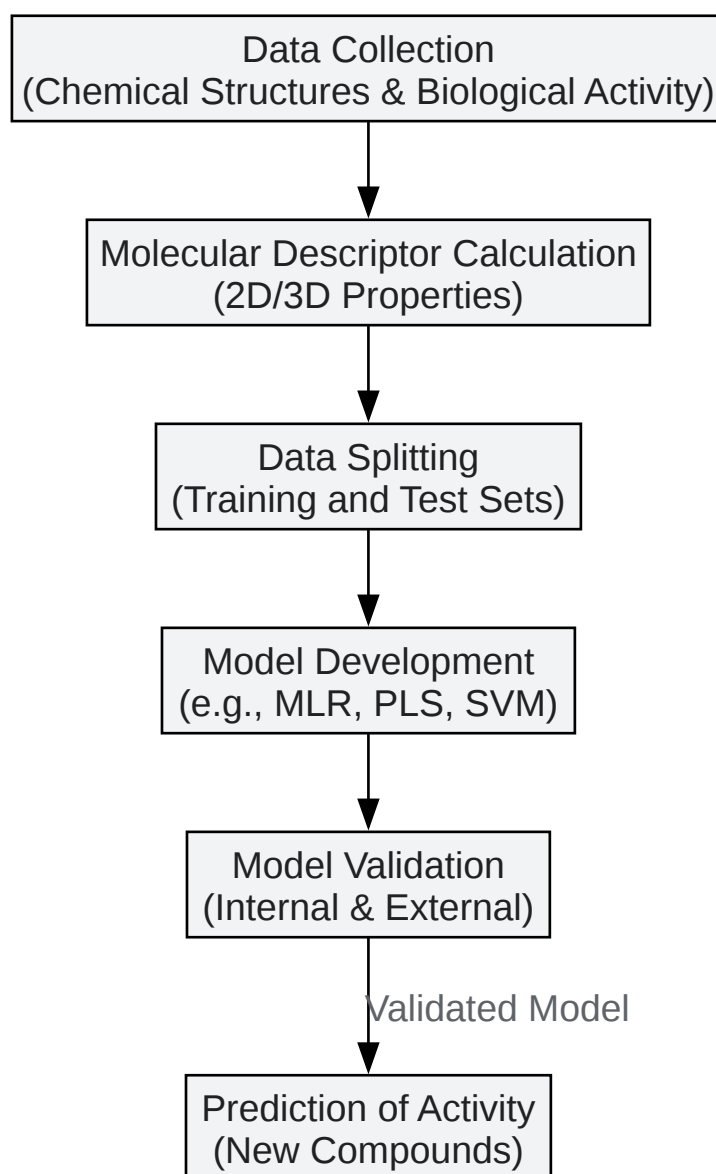 Data Collection
(Chemical Structures & Biological Activity)
Molecular Descriptor Calculation
(2D/3D Properties)
Data Splitting
(Training and Test Sets)
Model Development
(e.g., MLR, PLS, SVM)
Model Validation
(Internal & External)
Validated Model
Prediction of Activity
(New Compounds)